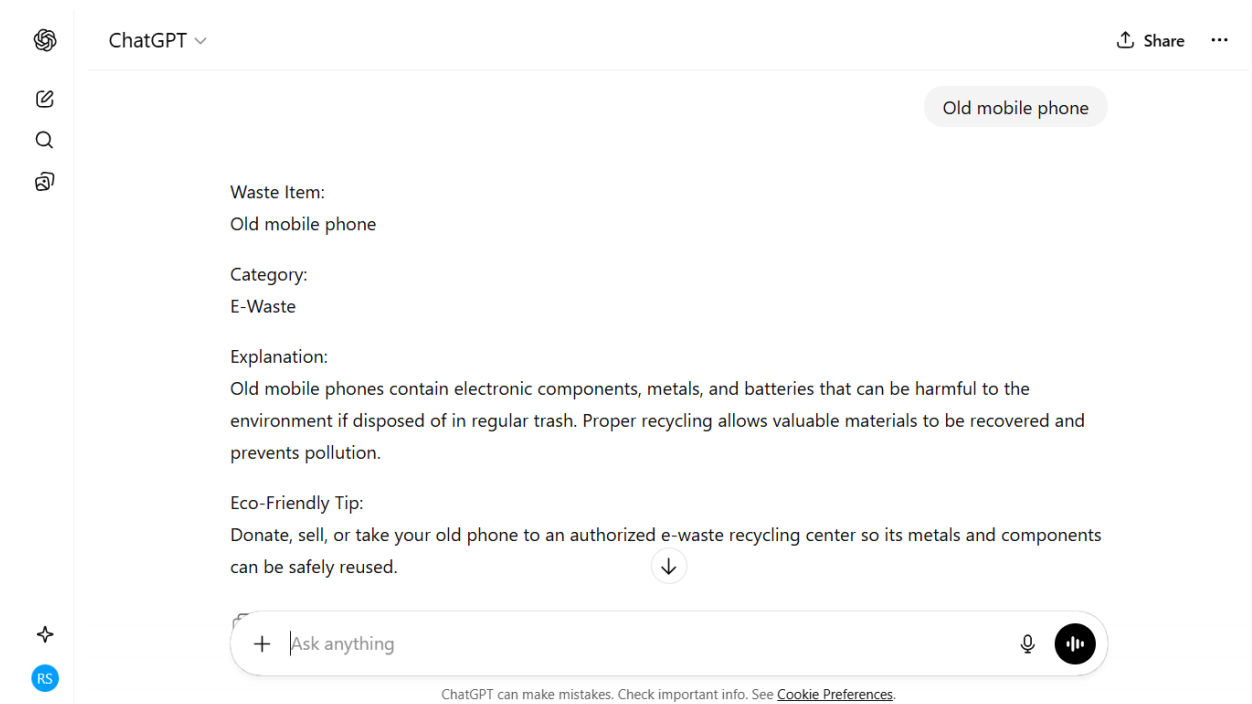 ChatGPT
Share
Old mobile phone
Waste Item:
Old mobile phone
Category:
E-Waste
Explanation:
Old mobile phones contain electronic components, metals, and batteries that can be harmful to the
environment if disposed of in regular trash. Proper recycling allows valuable materials to be recovered and
prevents pollution.
Eco-Friendly Tip:
Donate, sell, or take your old phone to an authorized e-waste recycling center so its metals and components
can be safely reused.
Ask anything
RS
ChatGPT can make mistakes. Check important info. See Cookie Preferences.